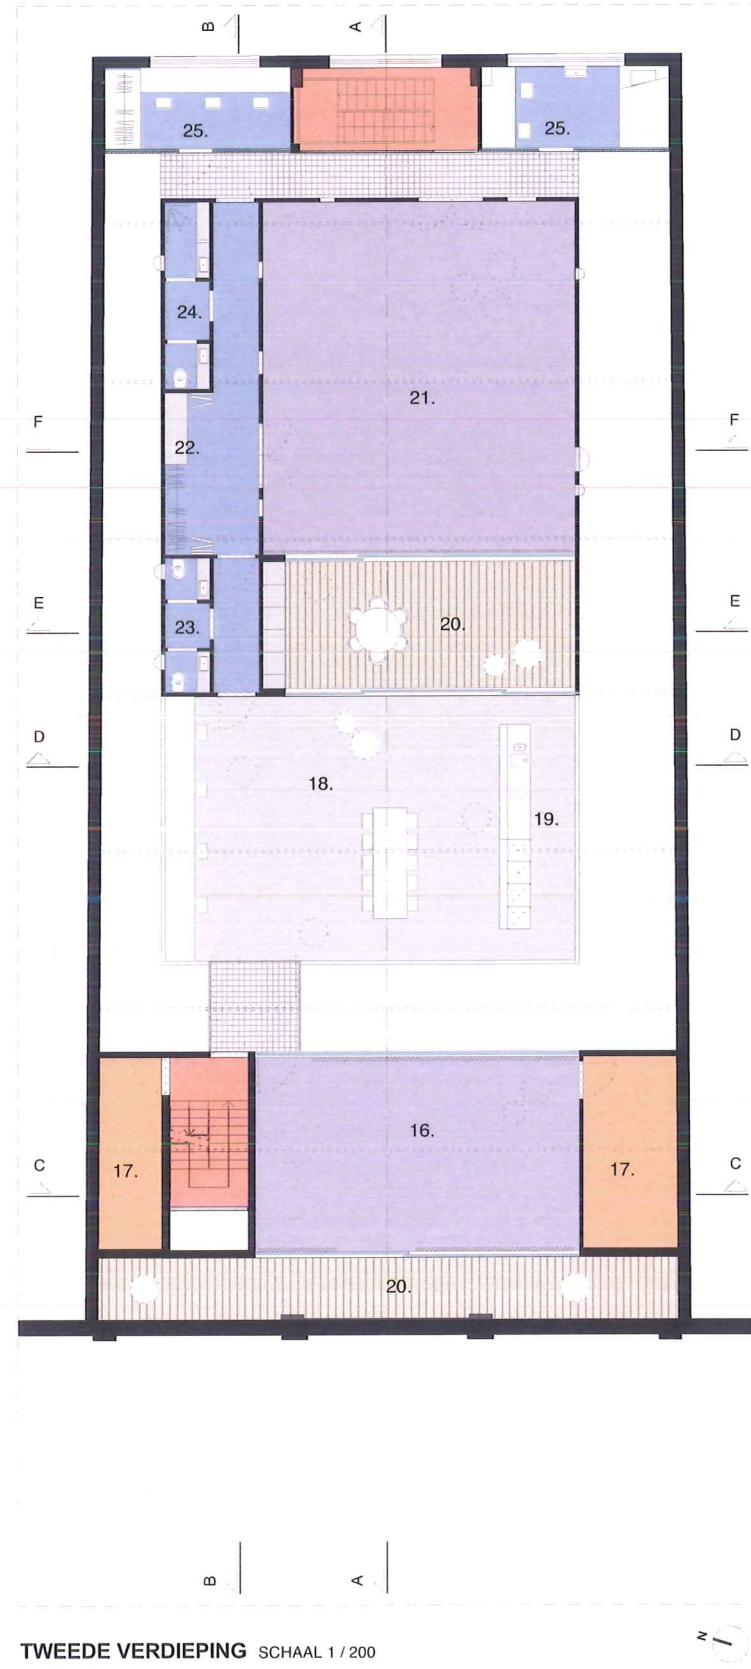 B A
25. 25.
24.
21.
F F
22.
E E
20.
23.
D D
18.
19.
16.
C C
17. 17.
20.
B A
TWEEDE VERDIEPING SCHAAL 1 / 200
N